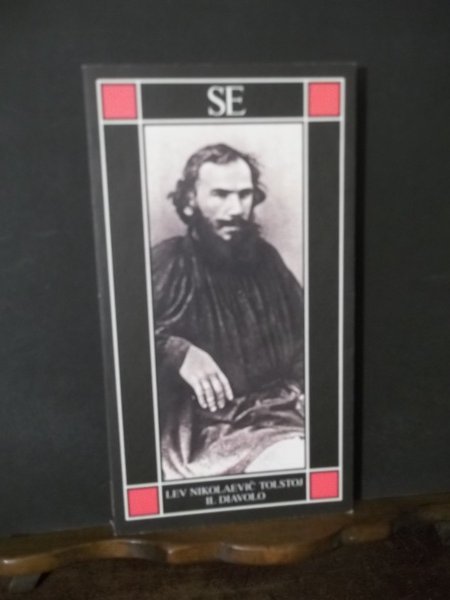 SE
LEV NIKOLAEVIČ TOLSTOJ
IL DIAVOLO